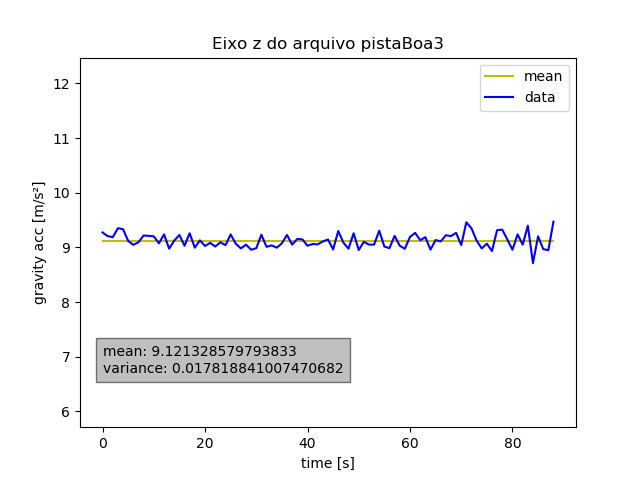 Eixo z do arquivo pistaBoa3
mean
data
12
11
10
9
8
7
6
gravity acc [m/s²]
mean: 9.121328579793833
variance: 0.017818841007470682
0 20 40 60 80
time [s]